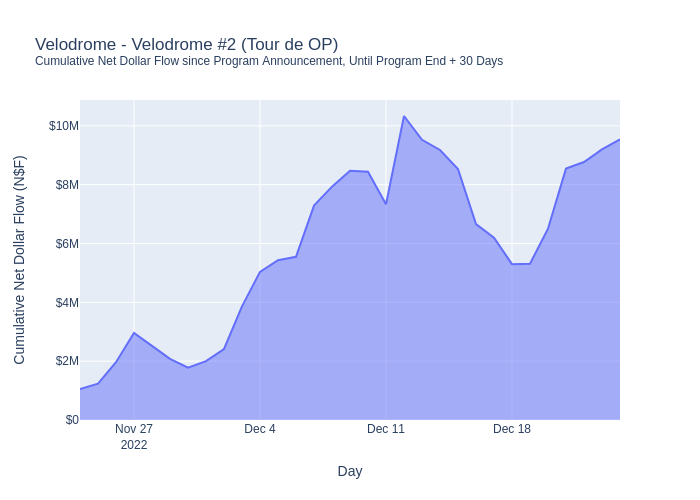 Velodrome - Velodrome #2 (Tour de OP)
Cumulative Net Dollar Flow since Program Announcement, Until Program End + 30 Days
Cumulative Net Dollar Flow (N$F)
$10M
$8M
$6M
$4M
$2M
$0
Nov 27
2022
Dec 4
Dec 11
Dec 18
Day